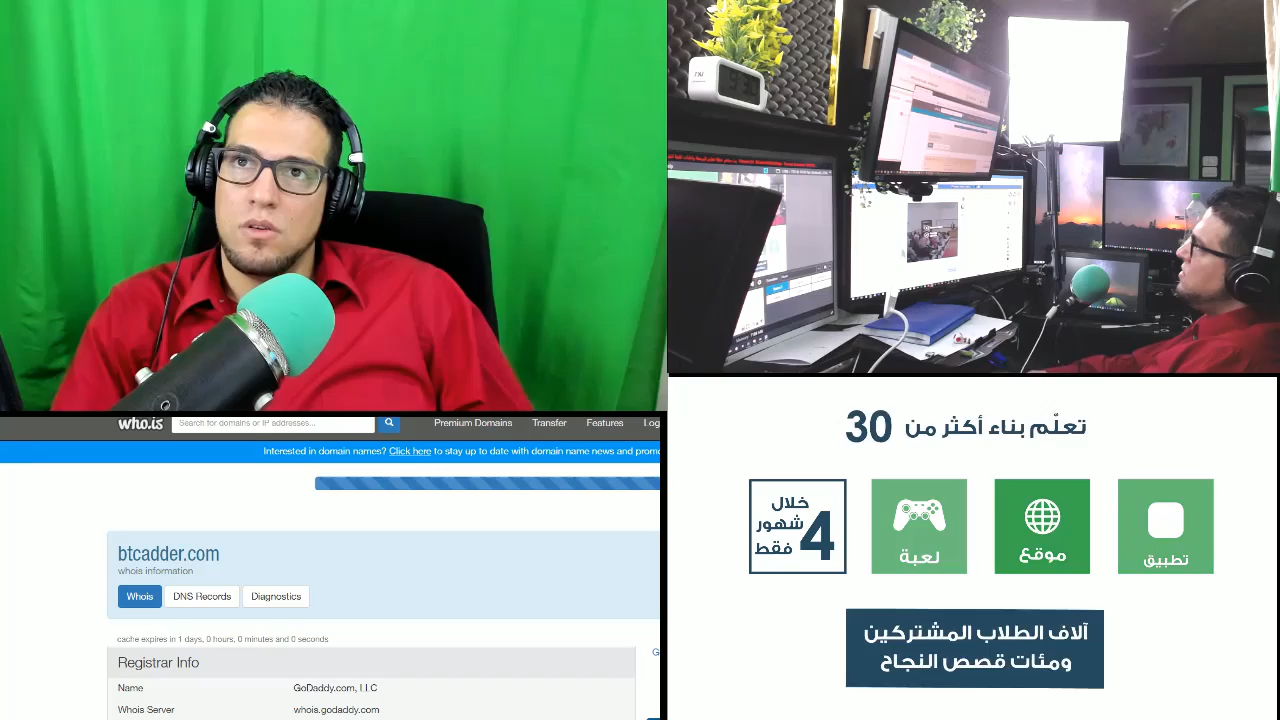 who.is
Search for domains or IP addresses...
Premium Domains
Transfer
Features
Interested in domain names? Click here to stay up to date with domain name news and
btcadder.com
whois information
Whois
DNS Records
Diagnostics
cache expires in 1 days, 0 hours, 0 minutes and 0 seconds
Registrar Info
Name
GoDaddy.com, LLC
Whois Server
whois.godaddy.com
تعلّم بناء أكثر من 30
تطبيق
موقع
لعبة
خلال
4 شهور
فقط
آلاف الطلاب المشتركين
ومئات قصص النجاح